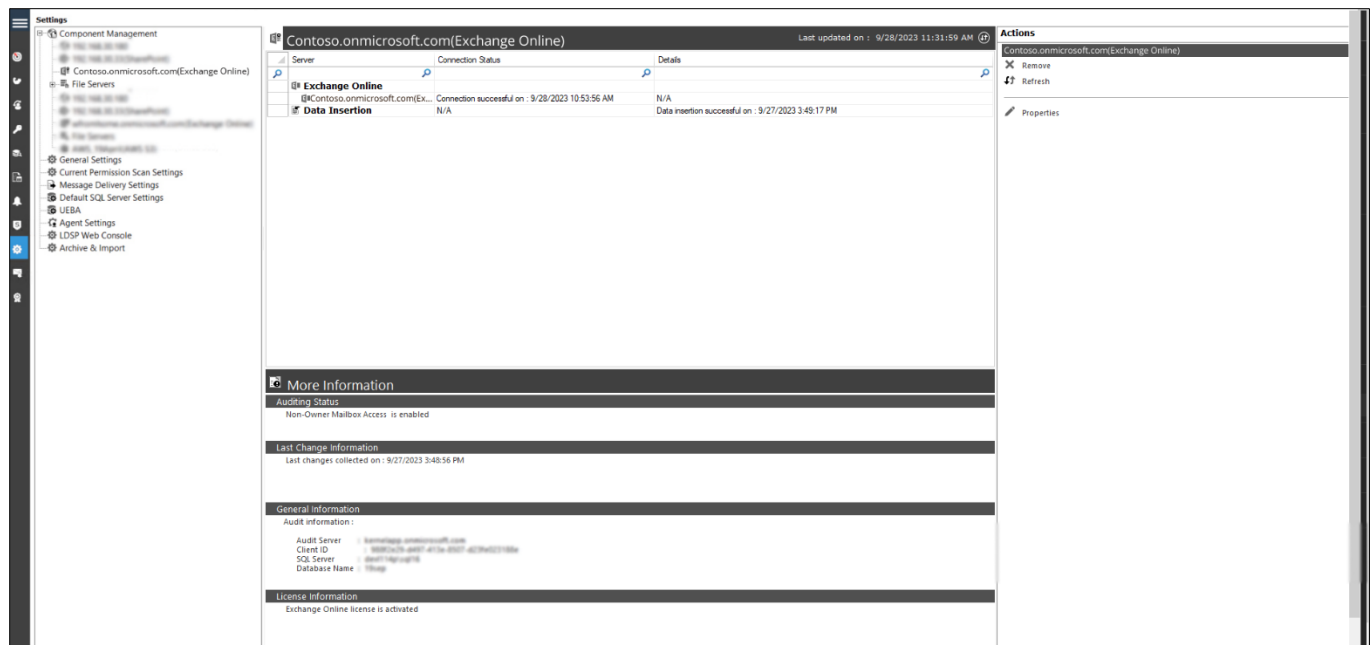 Settings
Component Management
Contoso.onmicrosoft.com(Exchange Online)
File Servers
General Settings
Current Permission Scan Settings
Message Delivery Settings
Default SQL Server Settings
UEBA
Agent Settings
LDSP Web Console
Archive & Import
Contoso.onmicrosoft.com(Exchange Online)
Last updated on : 9/28/2023 11:31:59 AM
Server Connection Status Details
Exchange Online
Contoso.onmicrosoft.com(Ex... Connection successful on : 9/28/2023 10:53:56 AM N/A
Data Insertion N/A Data insertion successful on : 9/27/2023 3:49:17 PM
More Information
Auditing Status
Non-Owner Mailbox Access is enabled
Last Change Information
Last changes collected on : 9/27/2023 3:48:56 PM
General Information
Audit information :
Audit Server :
Client ID :
SQL Server :
Database Name :
License Information
Exchange Online license is activated
Actions
Contoso.onmicrosoft.com(Exchange Online)
Remove
Refresh
Properties